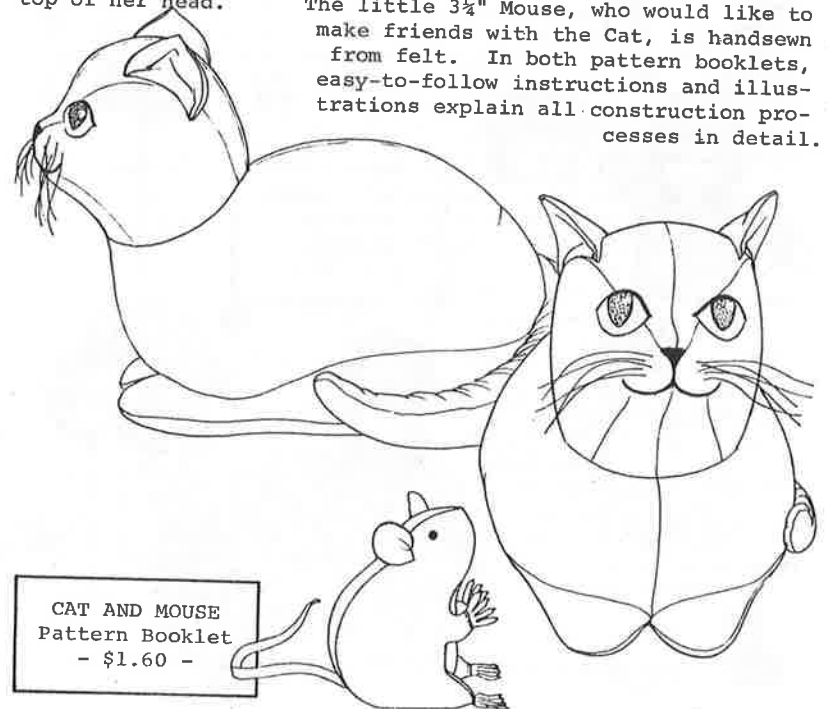 top of her head.
The little 3¼" Mouse, who would like to
make friends with the Cat, is handsewn
from felt. In both pattern booklets,
easy-to-follow instructions and illus-
trations explain all construction pro-
cesses in detail.
CAT AND MOUSE
Pattern Booklet
- $1.60 -